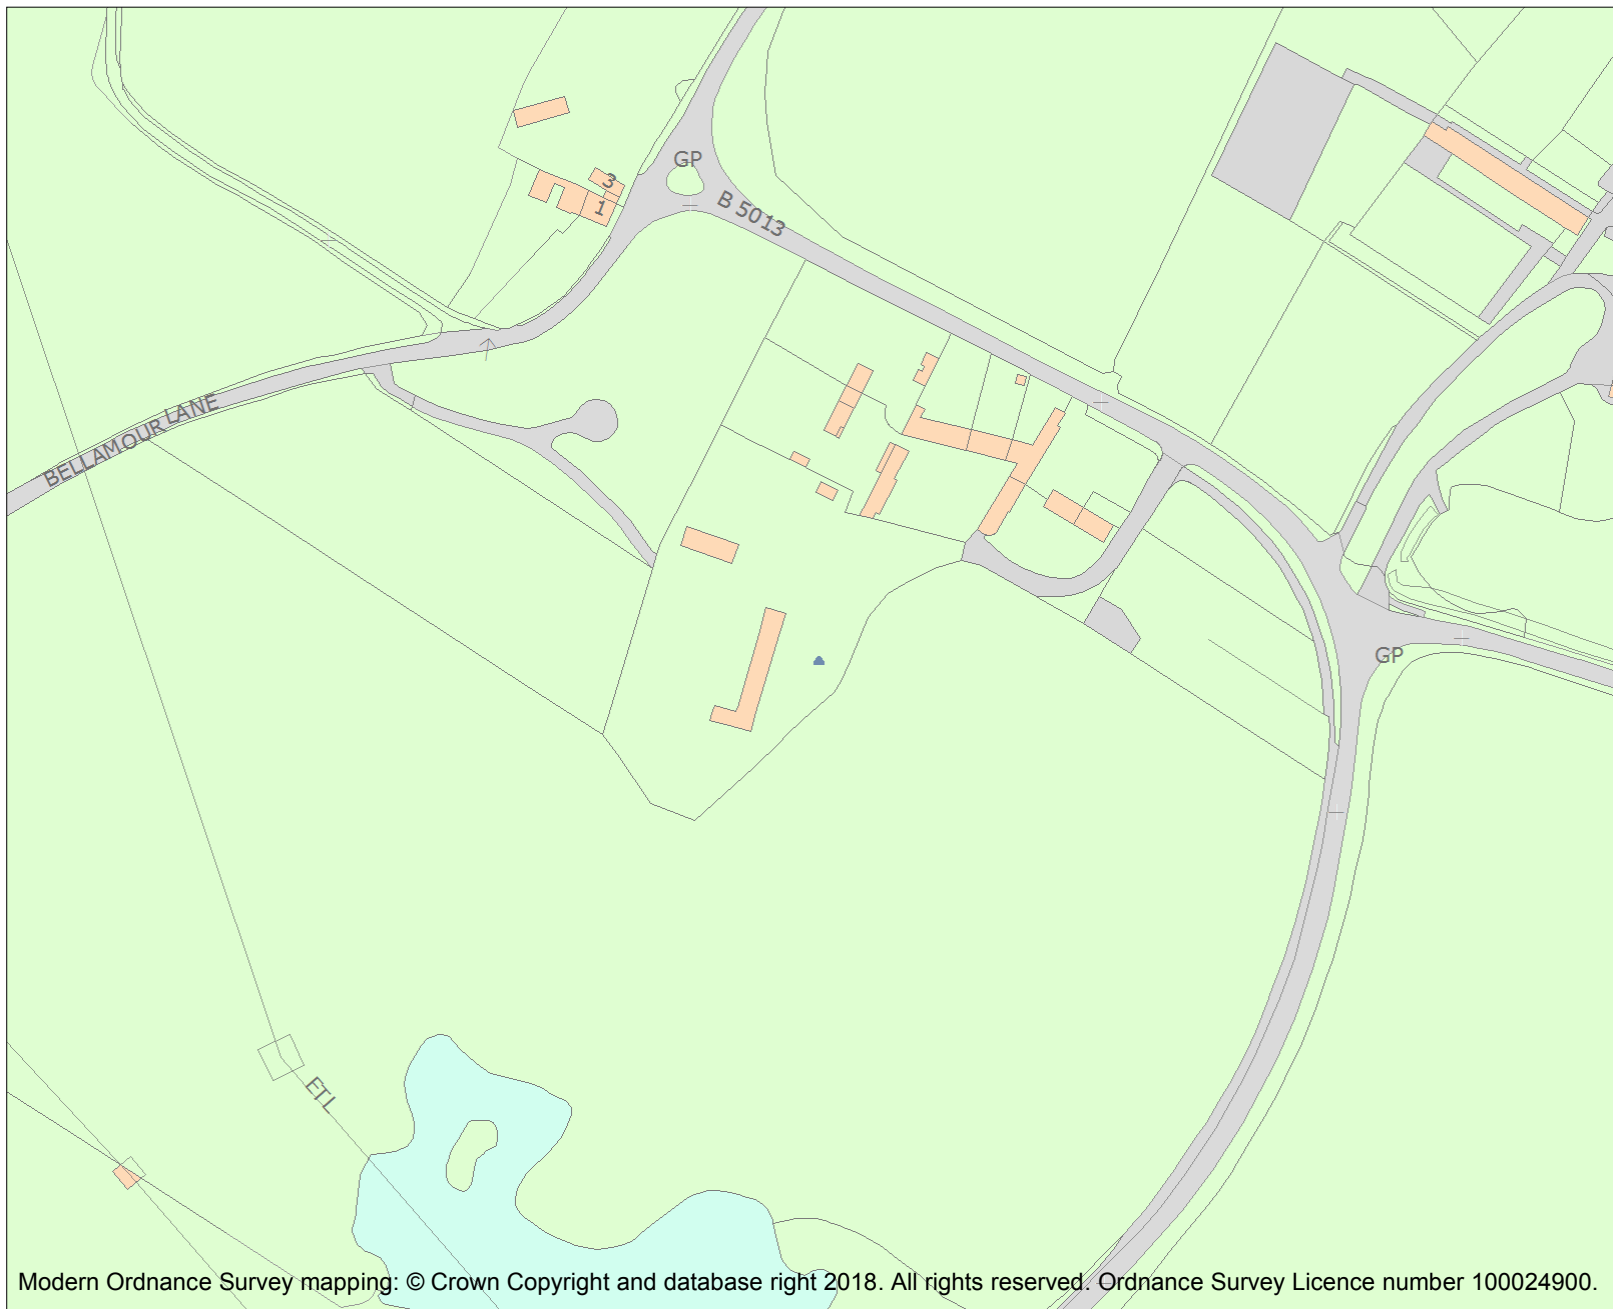 GP
3
1
B 5013
BELLAMOUR LANE
GP
ETL
Modern Ordnance Survey mapping: © Crown Copyright and database right 2018. All rights reserved. Ordnance Survey Licence number 100024900.